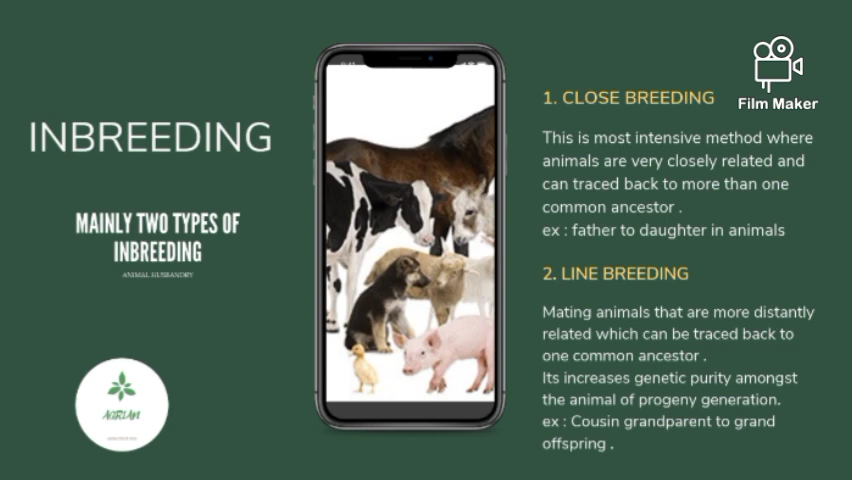 INBREEDING
MAINLY TWO TYPES OF
INBREEDING
ANIMAL HUSBANDRY
AGRIAN
1. CLOSE BREEDING
This is most intensive method where
animals are very closely related and
can traced back to more than one
common ancestor .
ex : father to daughter in animals
2. LINE BREEDING
Mating animals that are more distantly
related which can be traced back to
one common ancestor .
Its increases genetic purity amongst
the animal of progeny generation.
ex : Cousin grandparent to grand
offspring .
Film Maker